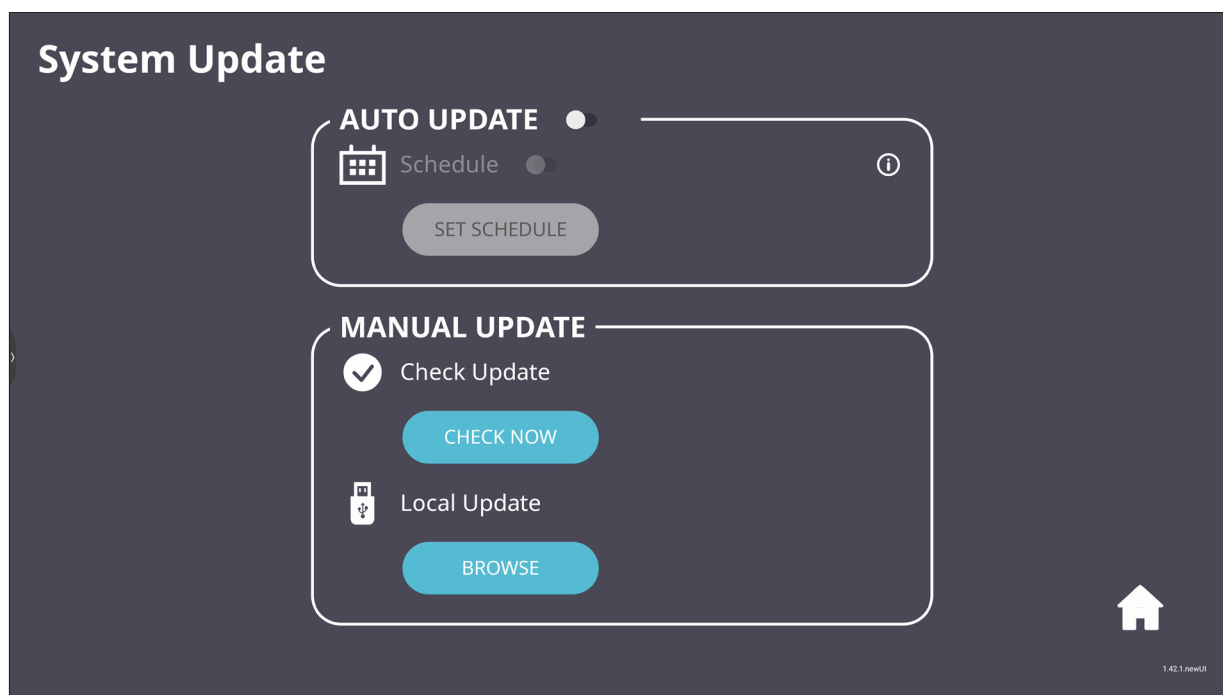 System Update
AUTO UPDATE
Schedule
SET SCHEDULE
MANUAL UPDATE
Check Update
CHECK NOW
Local Update
BROWSE
1.42.1.newUI